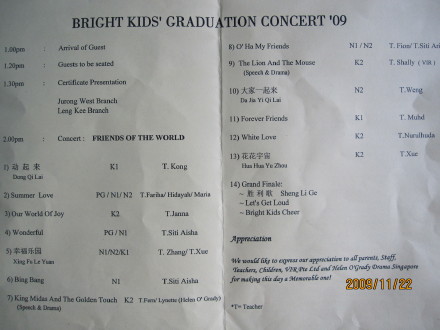 BRIGHT KIDS' GRADUATION CONCERT '09
1.00pm : Arrival of Guest
1.20pm : Guests to be seated
1.30pm : Certificate Presentation
Jurong West Branch
Leng Kee Branch
2.00pm : Concert : FRIENDS OF THE WORLD
1) 动 起 来 K1 T. Kong
Dong Qi Lai
2) Summer Love PG / N1/ N2 T.Fariha/ Hidayah/ Maria
3) Our World Of Joy K2 T.Janna
4) Wonderful PG / N1 T.Siti Aisha
5) 幸福乐园 N1/N2/K1 T. Zhang/ T.Xue
Xing Fu Le Yuan
6) Bing Bang N1 T.Siti Aisha
7) King Midas And The Golden Touch K2 T.Fion/ Lynette (Helen O' Grady)
(Speech & Drama)
8) O' Ha My Friends N1 / N2 T. Fion/ T.Siti Aisha
9) The Lion And The Mouse K2 T. Shally ( VIR )
(Speech & Drama)
10) 大家一起来 N2 T.Weng
Da Jia Yi Qi Lai
11) Forever Friends K1 T. Muhd
12) White Love K2 T.Narulhuda
13) 花花宇宙 K2 T.Xue
Hua Hua Yu Zhou
14) Grand Finale:
~ 胜 利 歌 Sheng Li Ge
~ Let's Get Loud
~ Bright Kids Cheer
Appreciation
We would like to express our appreciation to all parents, Staff,
Teachers, Children, VIR Pte Ltd and Helen O'Grady Drama Singapore
for making this day a Memorable one!
*T= Teacher
2009/11/22